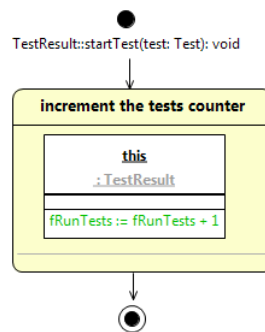 TestResult::startTest(test: Test): void
increment the tests counter
this
: TestResult
fRunTests := fRunTests + 1